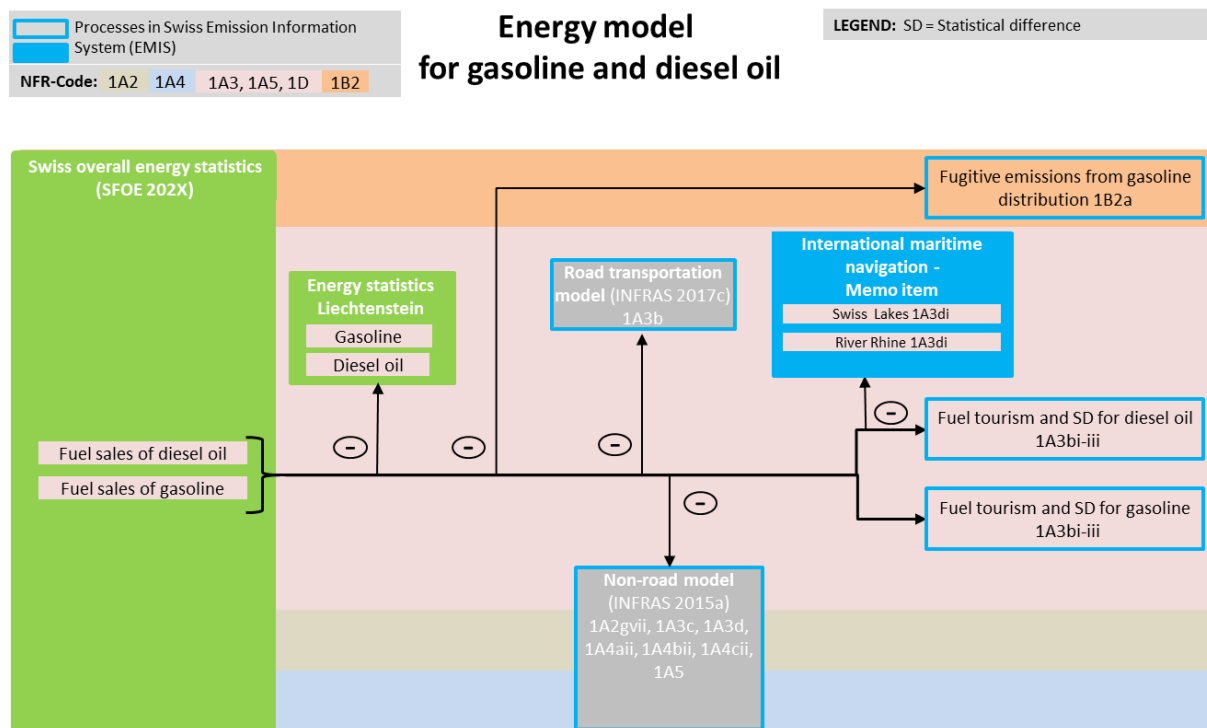 Processes in Swiss Emission Information
System (EMIS)
NFR-Code: 1A2 1A4 1A3, 1A5, 1D 1B2
Energy model
for gasoline and diesel oil
LEGEND: SD = Statistical difference
Swiss overall energy statistics
(SFOE 202X)
Fugitive emissions from gasoline
distribution 1B2a
International maritime
navigation -
Memo item
Swiss Lakes 1A3di
River Rhine 1A3di
Road transportation
model (INFRAS 2017c)
1A3b
Energy statistics
Liechtenstein
Gasoline
Diesel oil
Fuel sales of diesel oil
Fuel sales of gasoline
-
-
-
-
-
Fuel tourism and SD for diesel oil
1A3bi-iii
Fuel tourism and SD for gasoline
1A3bi-iii
Non-road model
(INFRAS 2015a)
1A2gvii, 1A3c, 1A3d,
1A4aii, 1A4bii, 1A4cii,
1A5